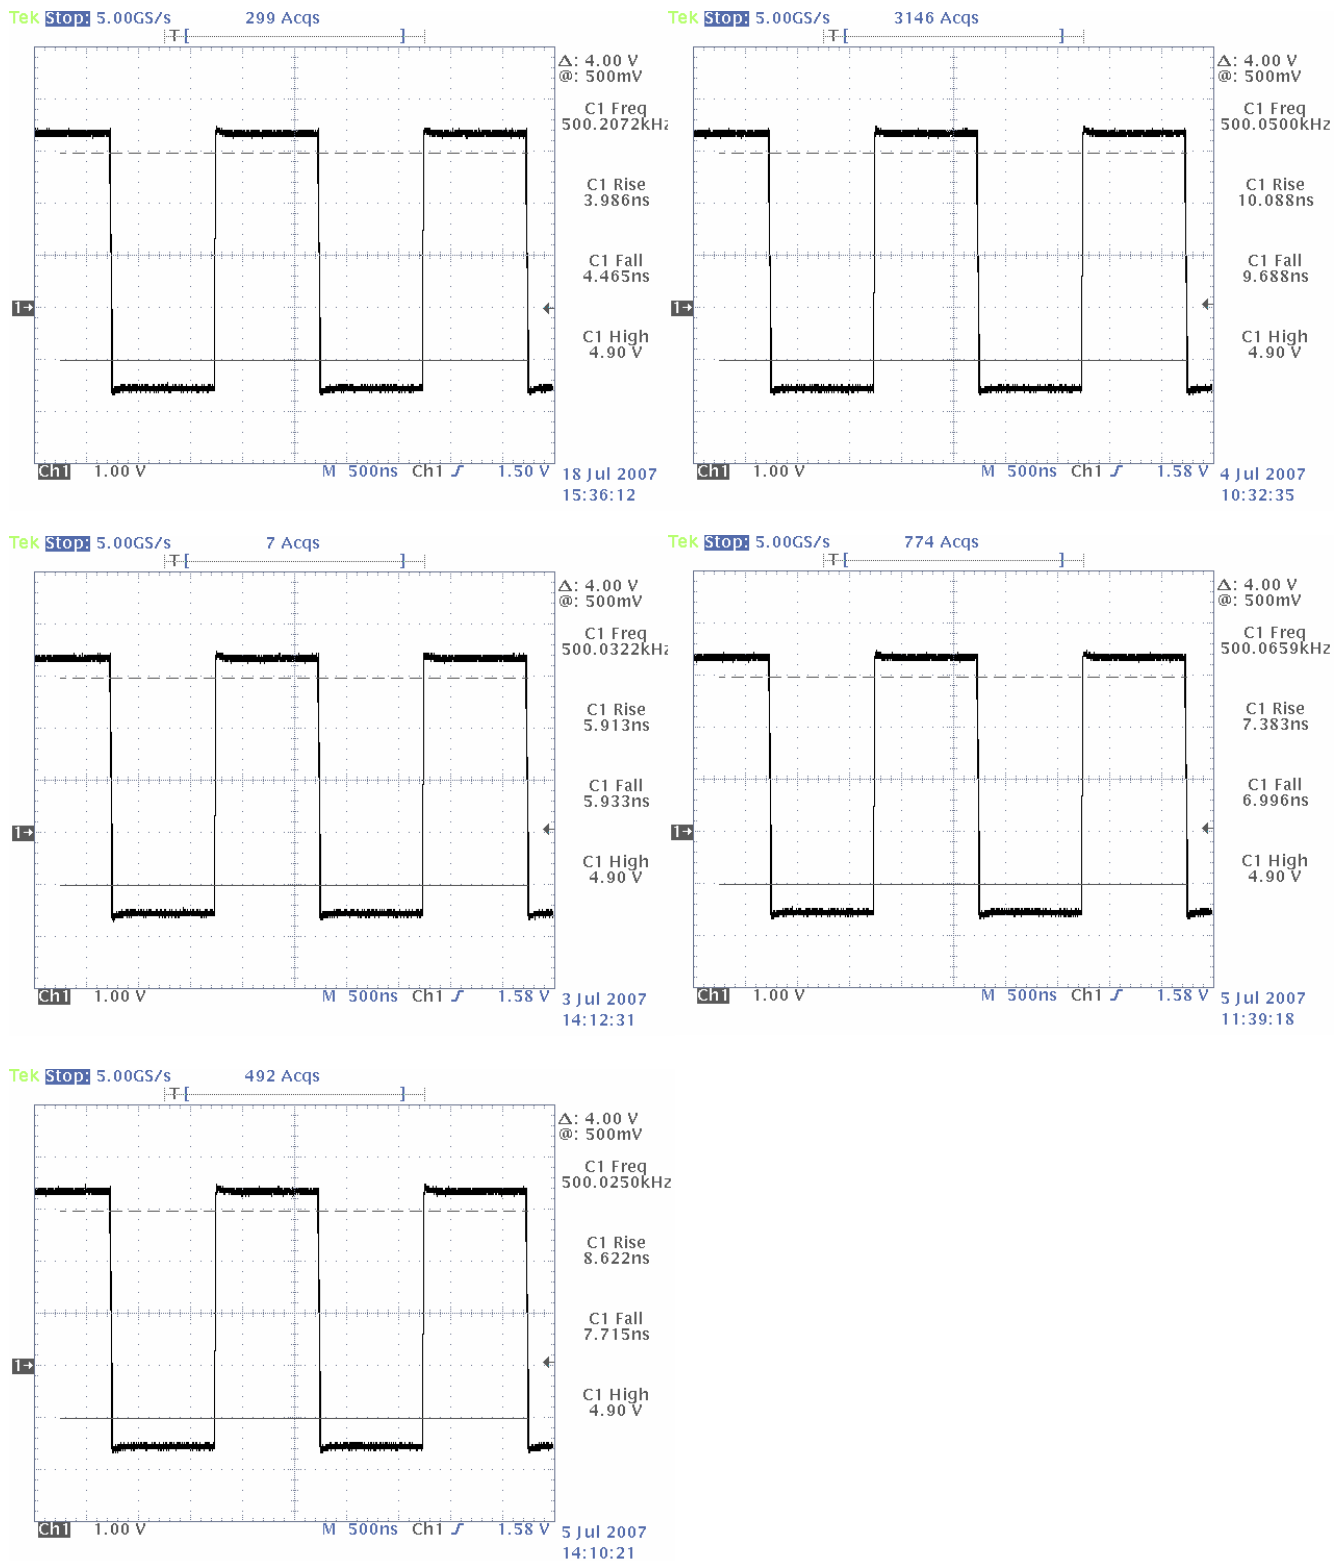 Tek Stop: 5.00GS/s 299 Acqs
T
Δ: 4.00 V
@: 500mV
C1 Freq
500.2072kHz
C1 Rise
3.986ns
C1 Fall
4.465ns
C1 High
4.90 V
1→
Ch1 1.00 V M 500ns Ch1 1.50 V
18 Jul 2007
15:36:12
Tek Stop: 5.00GS/s 3146 Acqs
T
Δ: 4.00 V
@: 500mV
C1 Freq
500.0500kHz
C1 Rise
10.088ns
C1 Fall
9.688ns
C1 High
4.90 V
1→
Ch1 1.00 V M 500ns Ch1 1.58 V
4 Jul 2007
10:32:35
Tek Stop: 5.00GS/s 7 Acqs
T
Δ: 4.00 V
@: 500mV
C1 Freq
500.0322kHz
C1 Rise
5.913ns
C1 Fall
5.933ns
C1 High
4.90 V
1→
Ch1 1.00 V M 500ns Ch1 1.58 V
3 Jul 2007
14:12:31
Tek Stop: 5.00GS/s 774 Acqs
T
Δ: 4.00 V
@: 500mV
C1 Freq
500.0659kHz
C1 Rise
7.383ns
C1 Fall
6.996ns
C1 High
4.90 V
1→
Ch1 1.00 V M 500ns Ch1 1.58 V
5 Jul 2007
11:39:18
Tek Stop: 5.00GS/s 492 Acqs
T
Δ: 4.00 V
@: 500mV
C1 Freq
500.0250kHz
C1 Rise
8.622ns
C1 Fall
7.715ns
C1 High
4.90 V
1→
Ch1 1.00 V M 500ns Ch1 1.58 V
5 Jul 2007
14:10:21